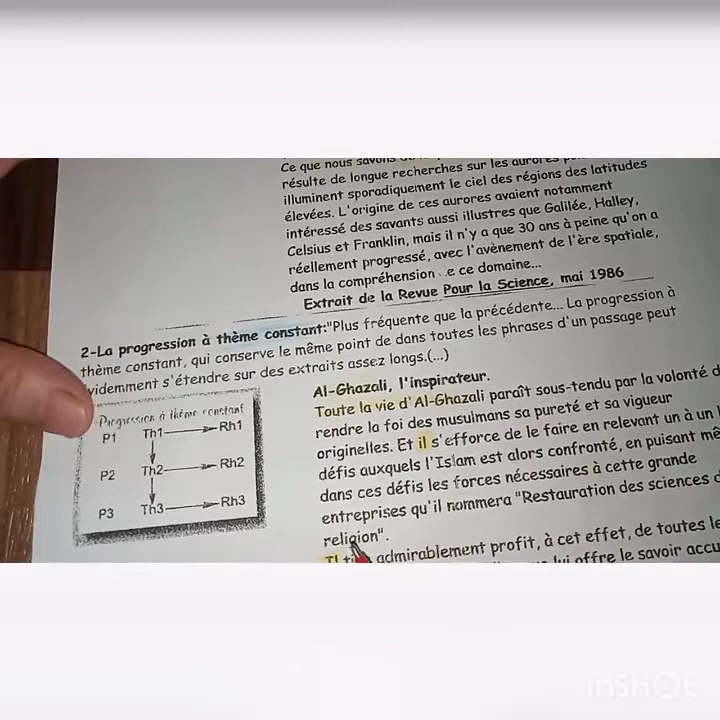 Ce que nous savons
résulte de longue recherches sur les aurores
illuminent sporadiquement le ciel des régions des latitudes
élevées. L'origine de ces aurores avaient notamment
intéressé des savants aussi illustres que Galilée, Halley,
Celsius et Franklin, mais il n'y a que 30 ans à peine qu'on a
réellement progressé, avec l'avènement de l'ère spatiale,
dans la compréhension e ce domaine...
Extrait de la Revue Pour la Science, mai 1986
2-La progression à thème constant:"Plus fréquente que la précédente... La progression à
thème constant, qui conserve le même point de dans toutes les phrases d'un passage peut
videmment s'étendre sur des extraits assez longs.(...)
Progression à thème constant
P1 Th1 Rh1
P2 Th2 Rh2
P3 Th3 Rh3
Al-Ghazali, l'inspirateur.
Toute la vie d'Al-Ghazali paraît sous-tendu par la volonté d
rendre la foi des musulmans sa pureté et sa vigueur
originelles. Et il s'efforce de le faire en relevant un à un
défis auxquels l'Islam est alors confronté, en puisant
dans ces défis les forces nécessaires à cette grande
entreprises qu'il nommera "Restauration des sciences
religion".
Il admirablement profit, à cet effet, de toutes
lui offre le savoir
InShOt